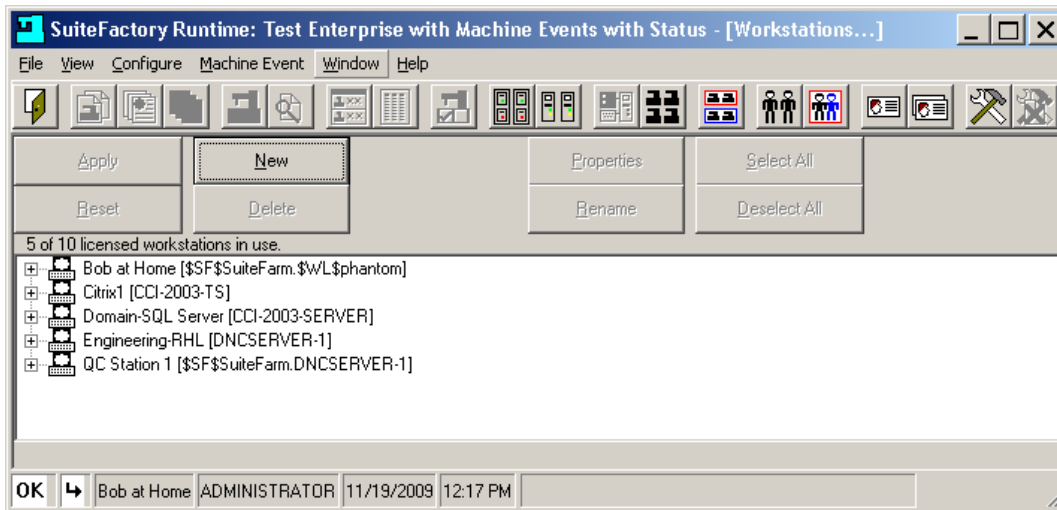 SuiteFactory Runtime: Test Enterprise with Machine Events with Status - [Workstations...]
File View Configure Machine Event Window Help
Apply New Properties Select All
Reset Delete Rename Deselect All
5 of 10 licensed workstations in use.
Bob at Home [$SF$SuiteFarm.$WL$phantom]
Citrix1 [CCI-2003-TS]
Domain-SQL Server [CCI-2003-SERVER]
Engineering-RHL [DNCSERVER-1]
QC Station 1 [$SF$SuiteFarm.DNCSERVER-1]
OK Bob at Home ADMINISTRATOR 11/19/2009 12:17 PM